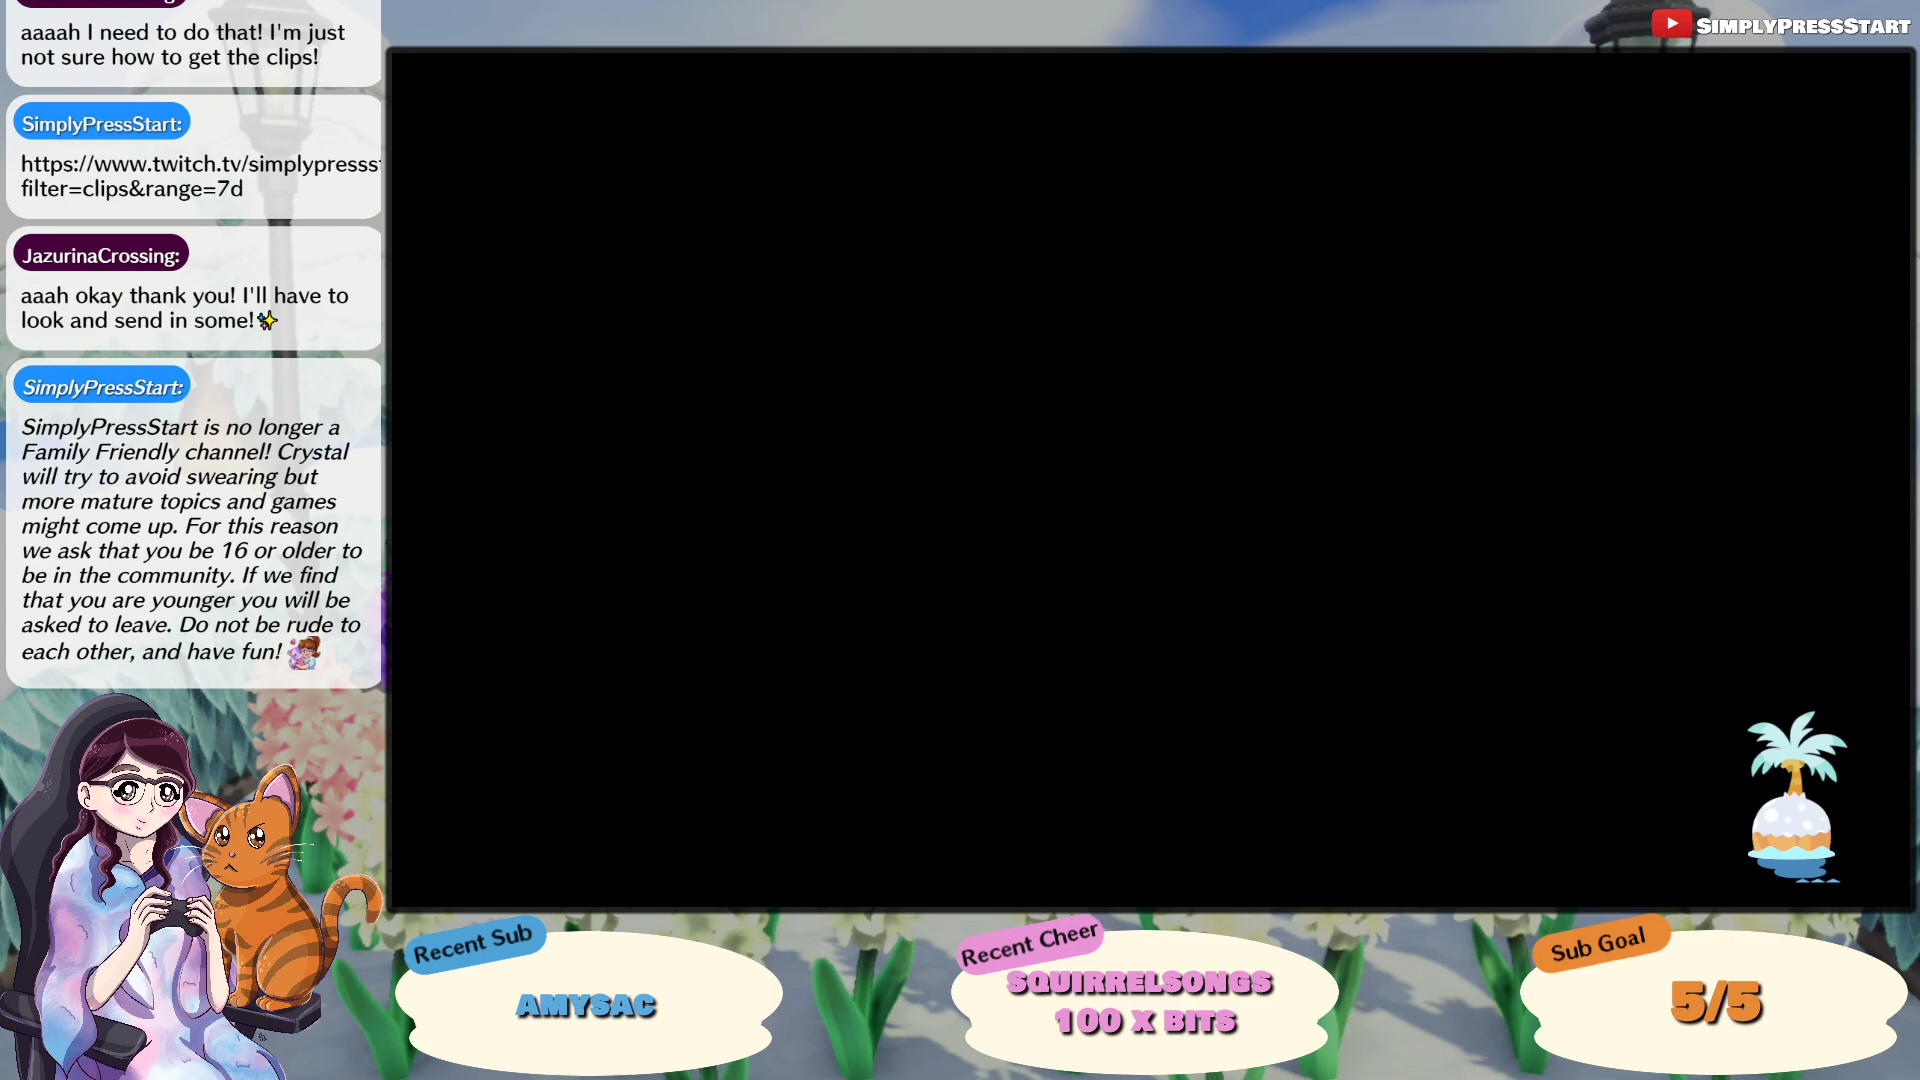 aaaah I need to do that! I'm just
not sure how to get the clips!
SimplyPressStart:
https://www.twitch.tv/simplypresss
filter=clips&range=7d
JazurinaCrossing:
aaah okay thank you! I'll have to
look and send in some!✨
SimplyPressStart:
SimplyPressStart is no longer a
Family Friendly channel! Crystal
will try to avoid swearing but
more mature topics and games
might come up. For this reason
we ask that you be 16 or older to
be in the community. If we find
that you are younger you will be
asked to leave. Do not be rude to
each other, and have fun!
SIMPLYPRESSSTART
Recent Sub
AMYSAC
Recent Cheer
SQUIRRELSONGS
100 X BITS
Sub Goal
5/5